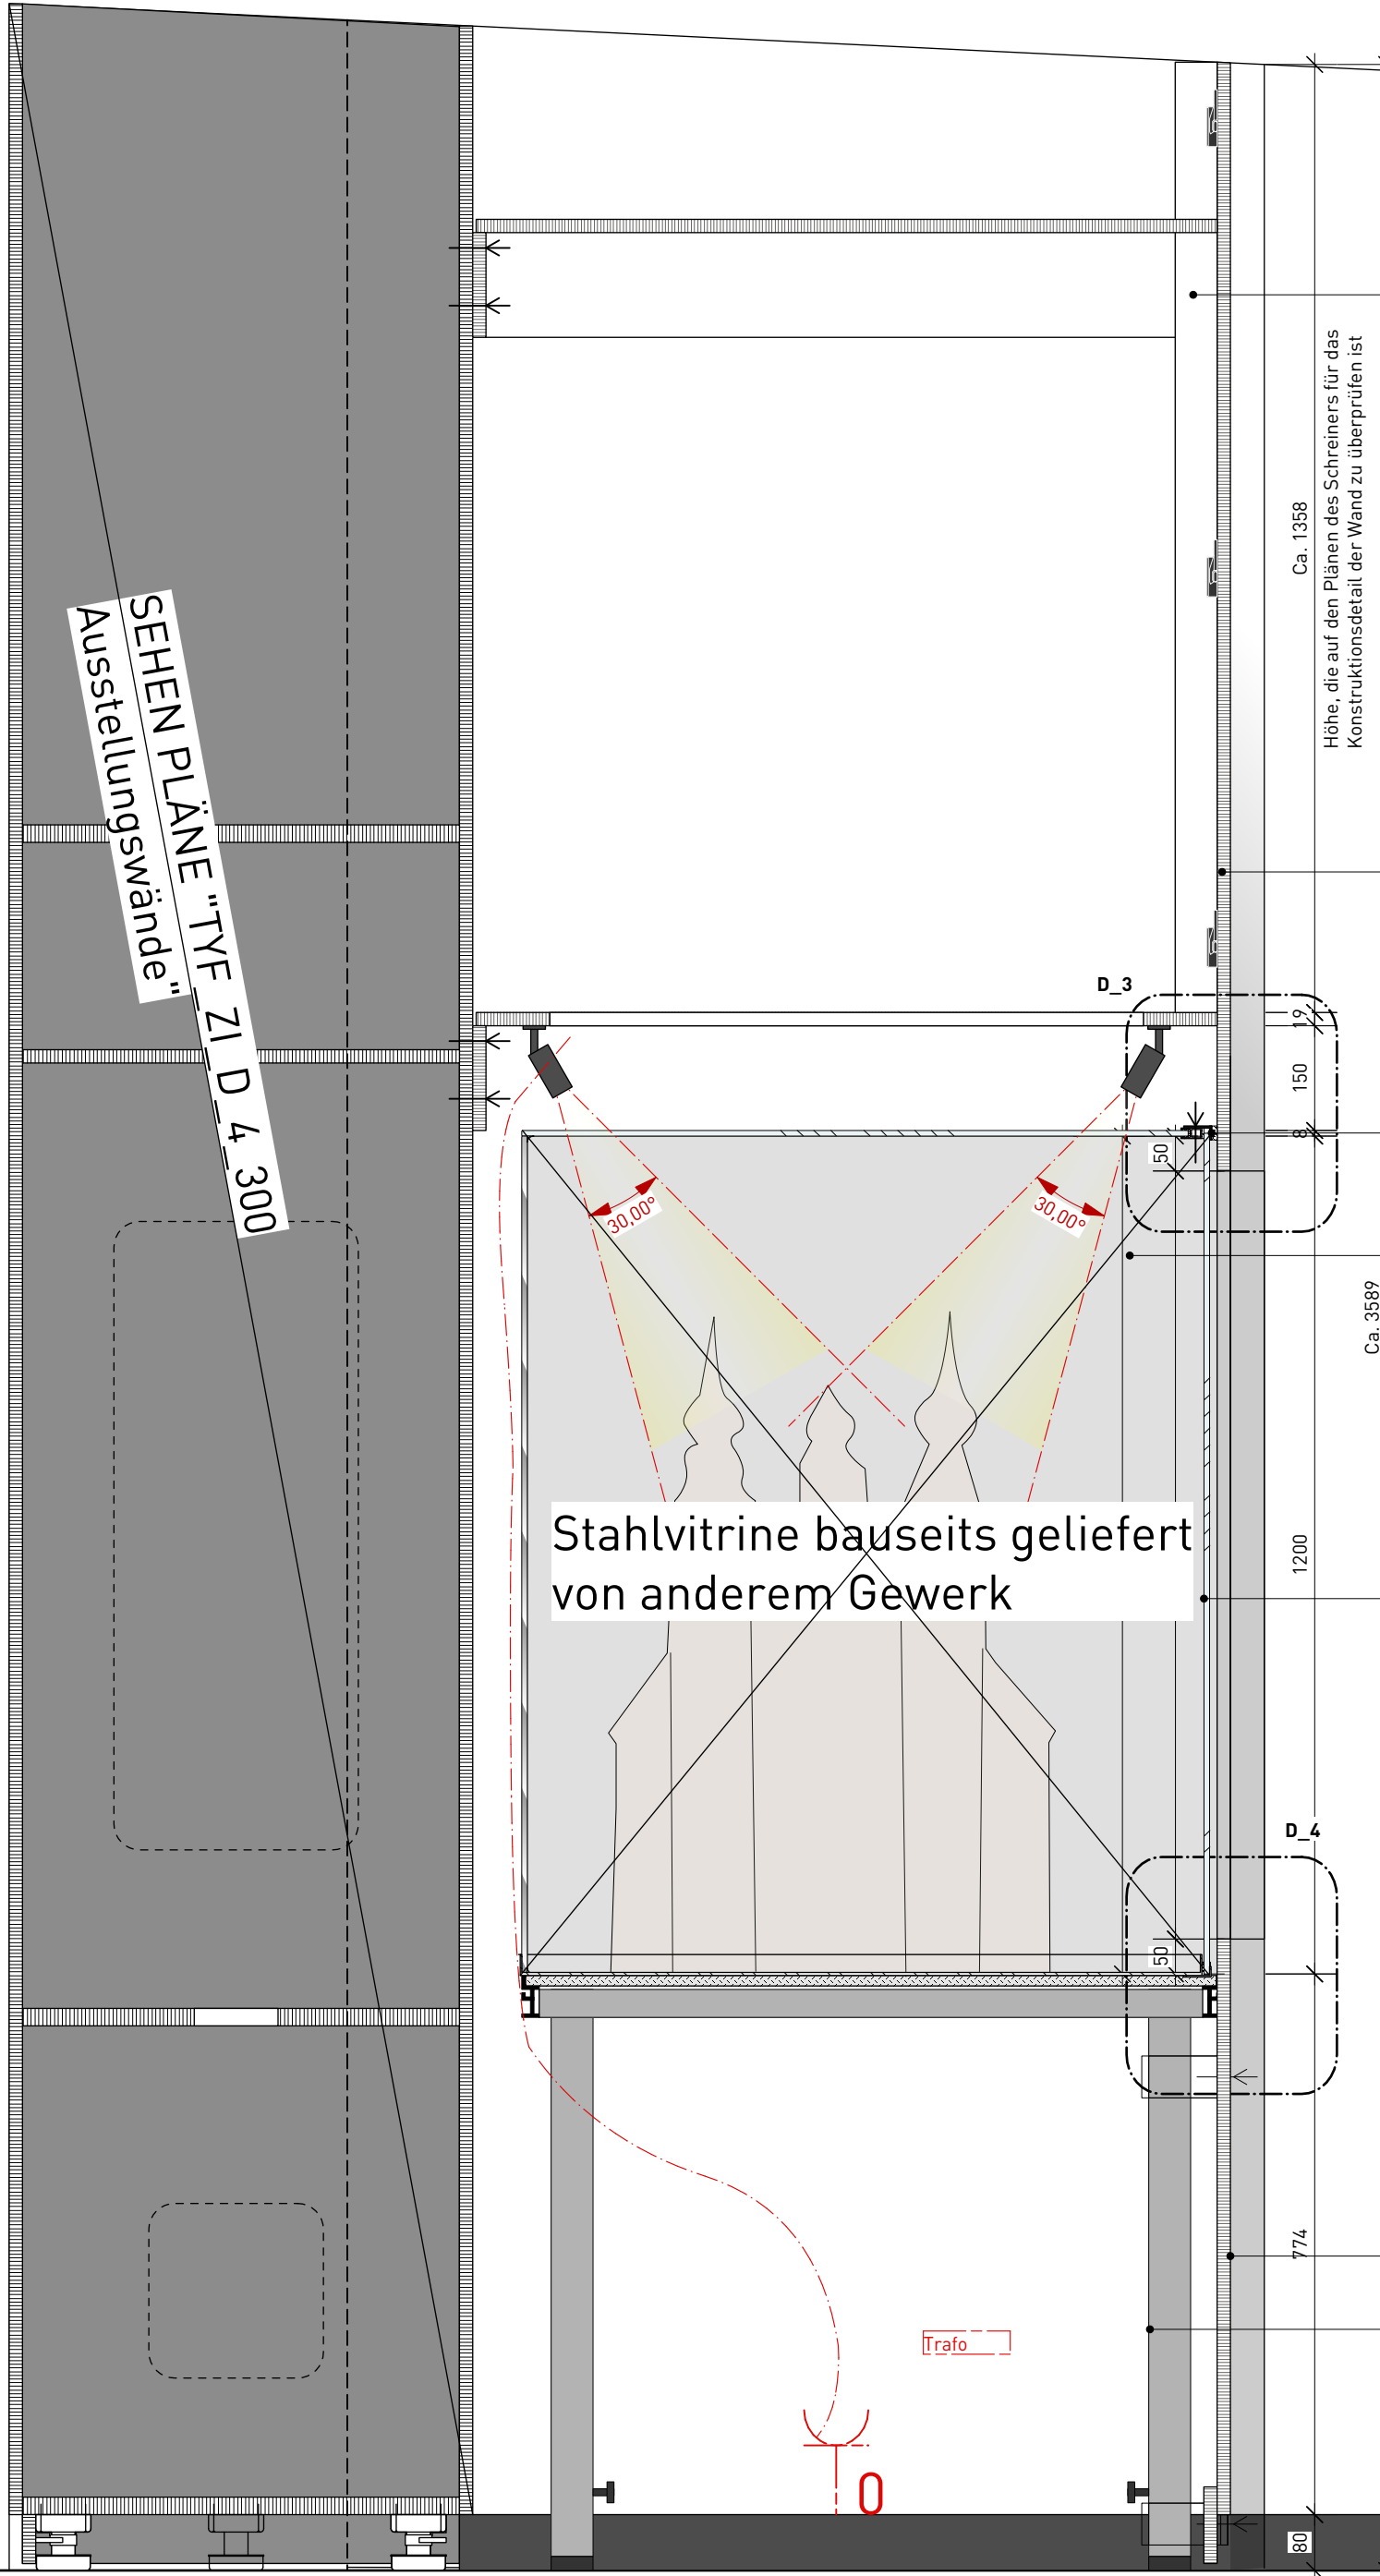 Ca. 1358
Höhe, die auf den Plänen des Schreiners für das
Konstruktionsdetail der Wand zu überprüfen ist
SEHEN PLÄNE "TYF_ZI_D_4_300
Ausstellungswände"
D_3
19
150
8
50
30,00°
30,00°
Ca. 3589
Stahlvitrine bauseits geliefert
von anderem Gewerk
1200
D_4
50
774
Trafo
0
80